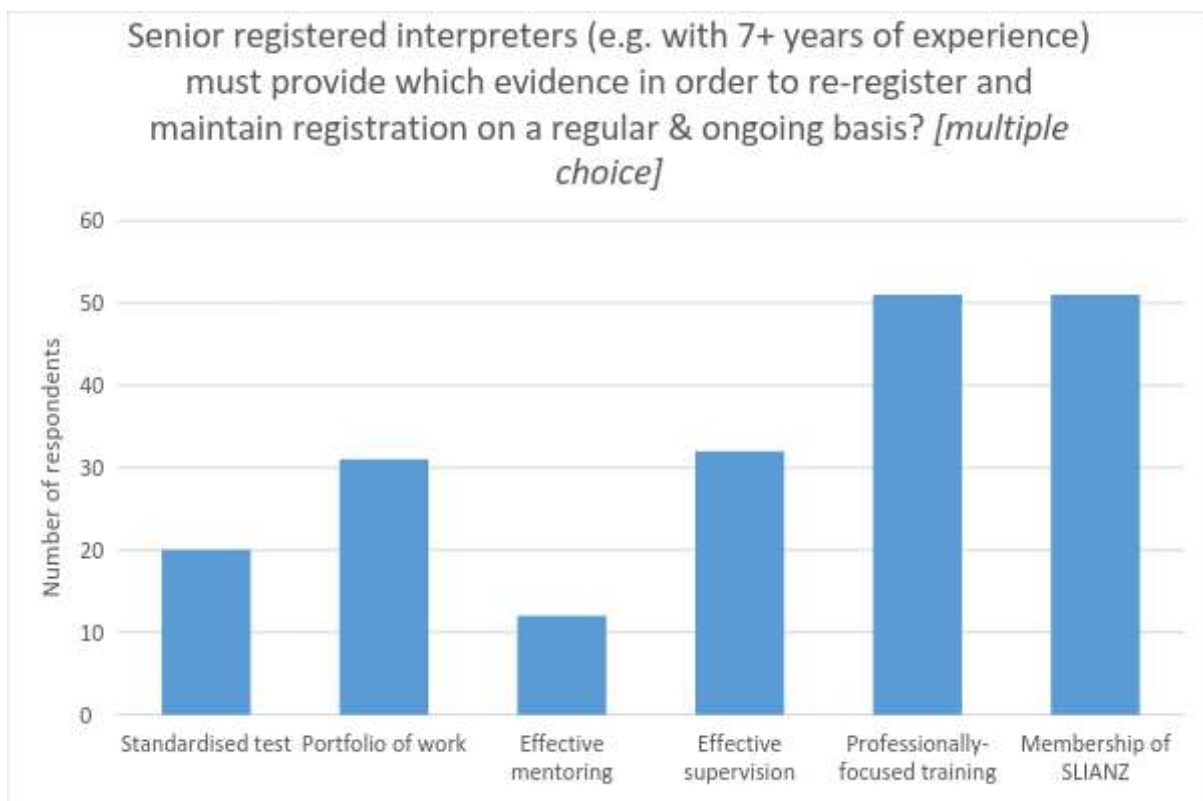 Senior registered interpreters (e.g. with 7+ years of experience)
must provide which evidence in order to re-register and
maintain registration on a regular & ongoing basis? [multiple
choice]
60
50
40
30
20
10
0
Number of respondents
Standardised test
Portfolio of work
Effective
mentoring
Effective
supervision
Professionally-
focused training
Membership of
SLIANZ